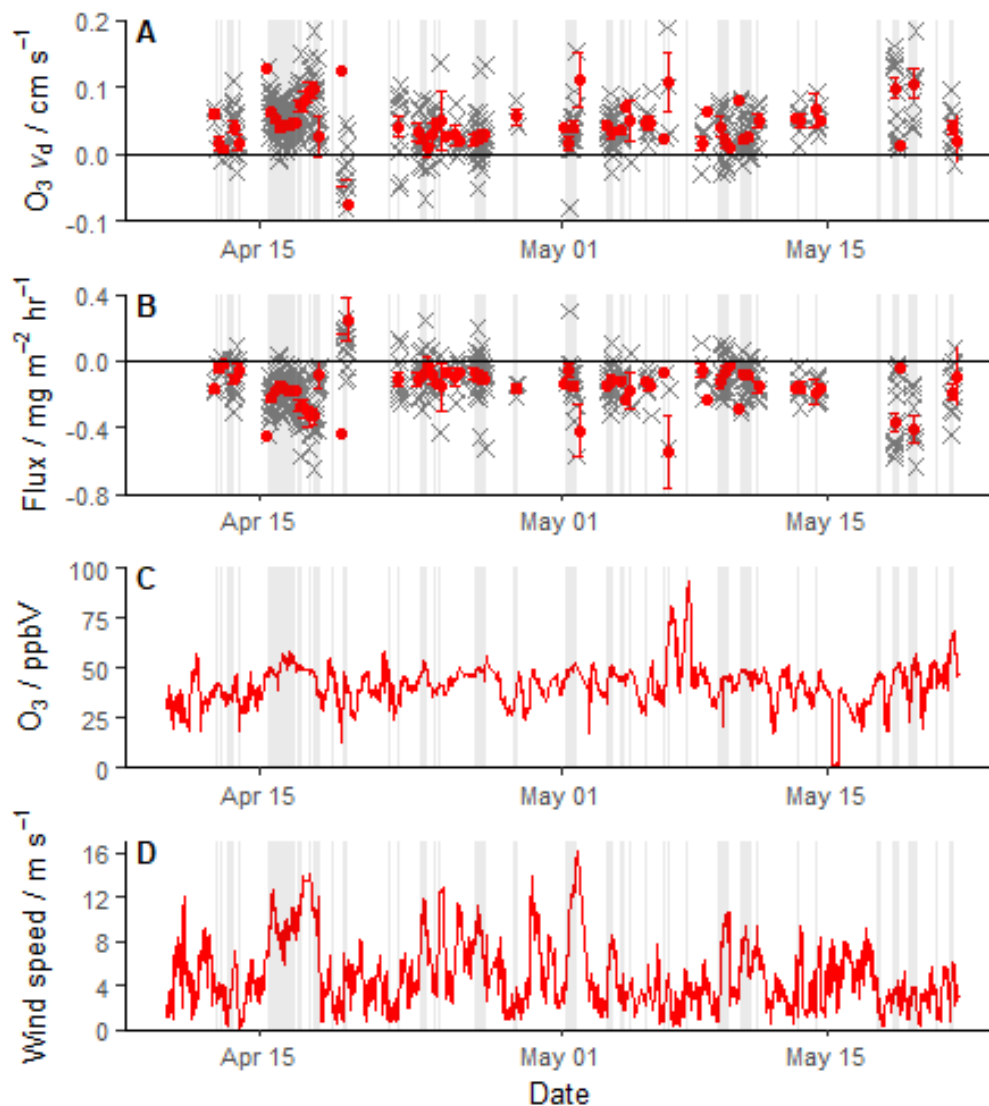 A
0.2
0.1
0.0
-0.1
O₃ v_d / cm s⁻¹
Apr 15 May 01 May 15
B
0.4
0.0
-0.4
-0.8
Flux / mg m⁻² hr⁻¹
Apr 15 May 01 May 15
C
100
75
50
25
0
O₃ / ppbV
Apr 15 May 01 May 15
D
16
12
8
4
0
Wind speed / m s⁻¹
Apr 15 May 01 May 15
Date